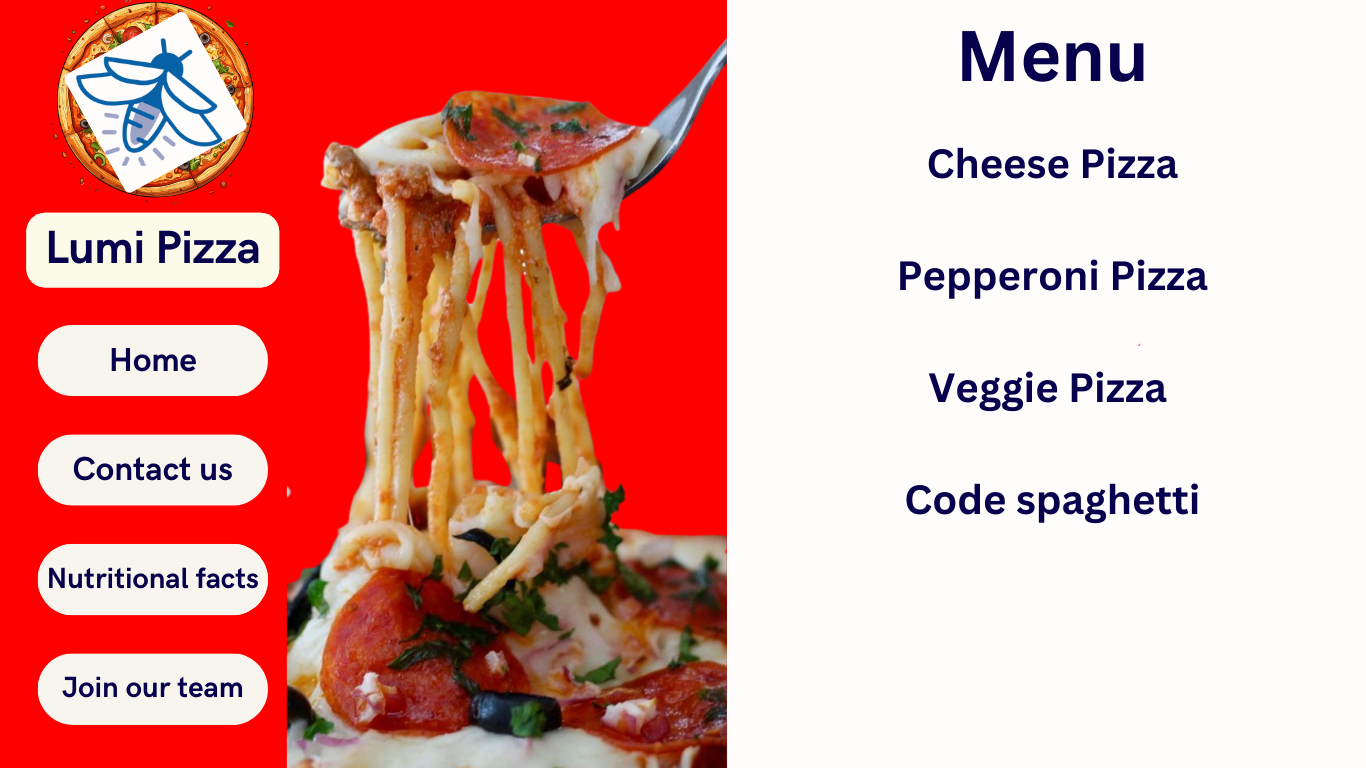 Lumi Pizza
Home
Contact us
Nutritional facts
Join our team
Menu
Cheese Pizza
Pepperoni Pizza
Veggie Pizza
Code spaghetti